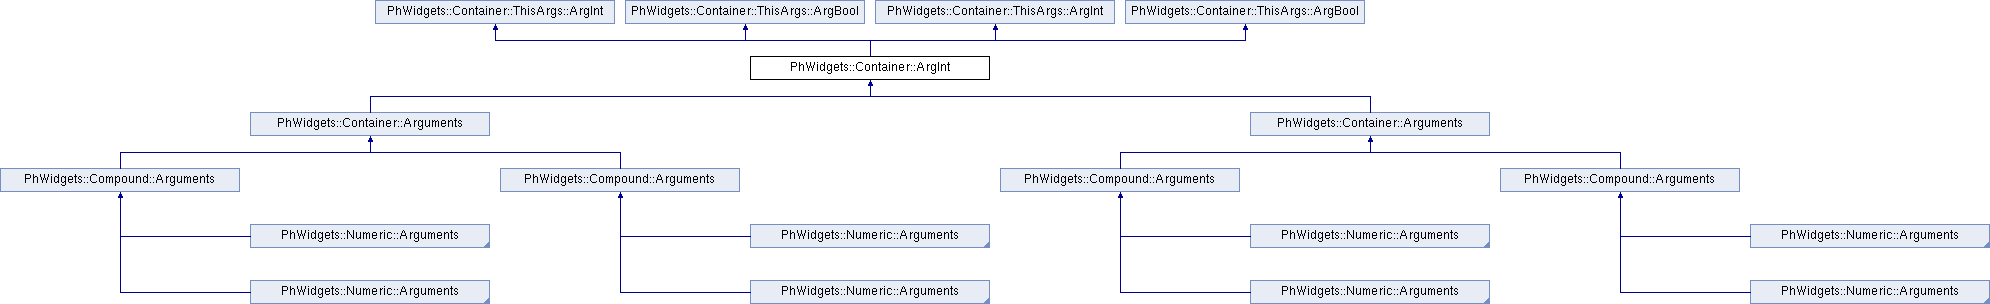 PhWidgets::Container::ThisArgs::ArgInt
PhWidgets::Container::ThisArgs::ArgBool
PhWidgets::Container::ThisArgs::ArgInt
PhWidgets::Container::ThisArgs::ArgBool
PhWidgets::Container::ArgInt
PhWidgets::Container::Arguments
PhWidgets::Container::Arguments
PhWidgets::Compound::Arguments
PhWidgets::Compound::Arguments
PhWidgets::Compound::Arguments
PhWidgets::Compound::Arguments
PhWidgets::Numeric::Arguments
PhWidgets::Numeric::Arguments
PhWidgets::Numeric::Arguments
PhWidgets::Numeric::Arguments
PhWidgets::Numeric::Arguments
PhWidgets::Numeric::Arguments
PhWidgets::Numeric::Arguments
PhWidgets::Numeric::Arguments